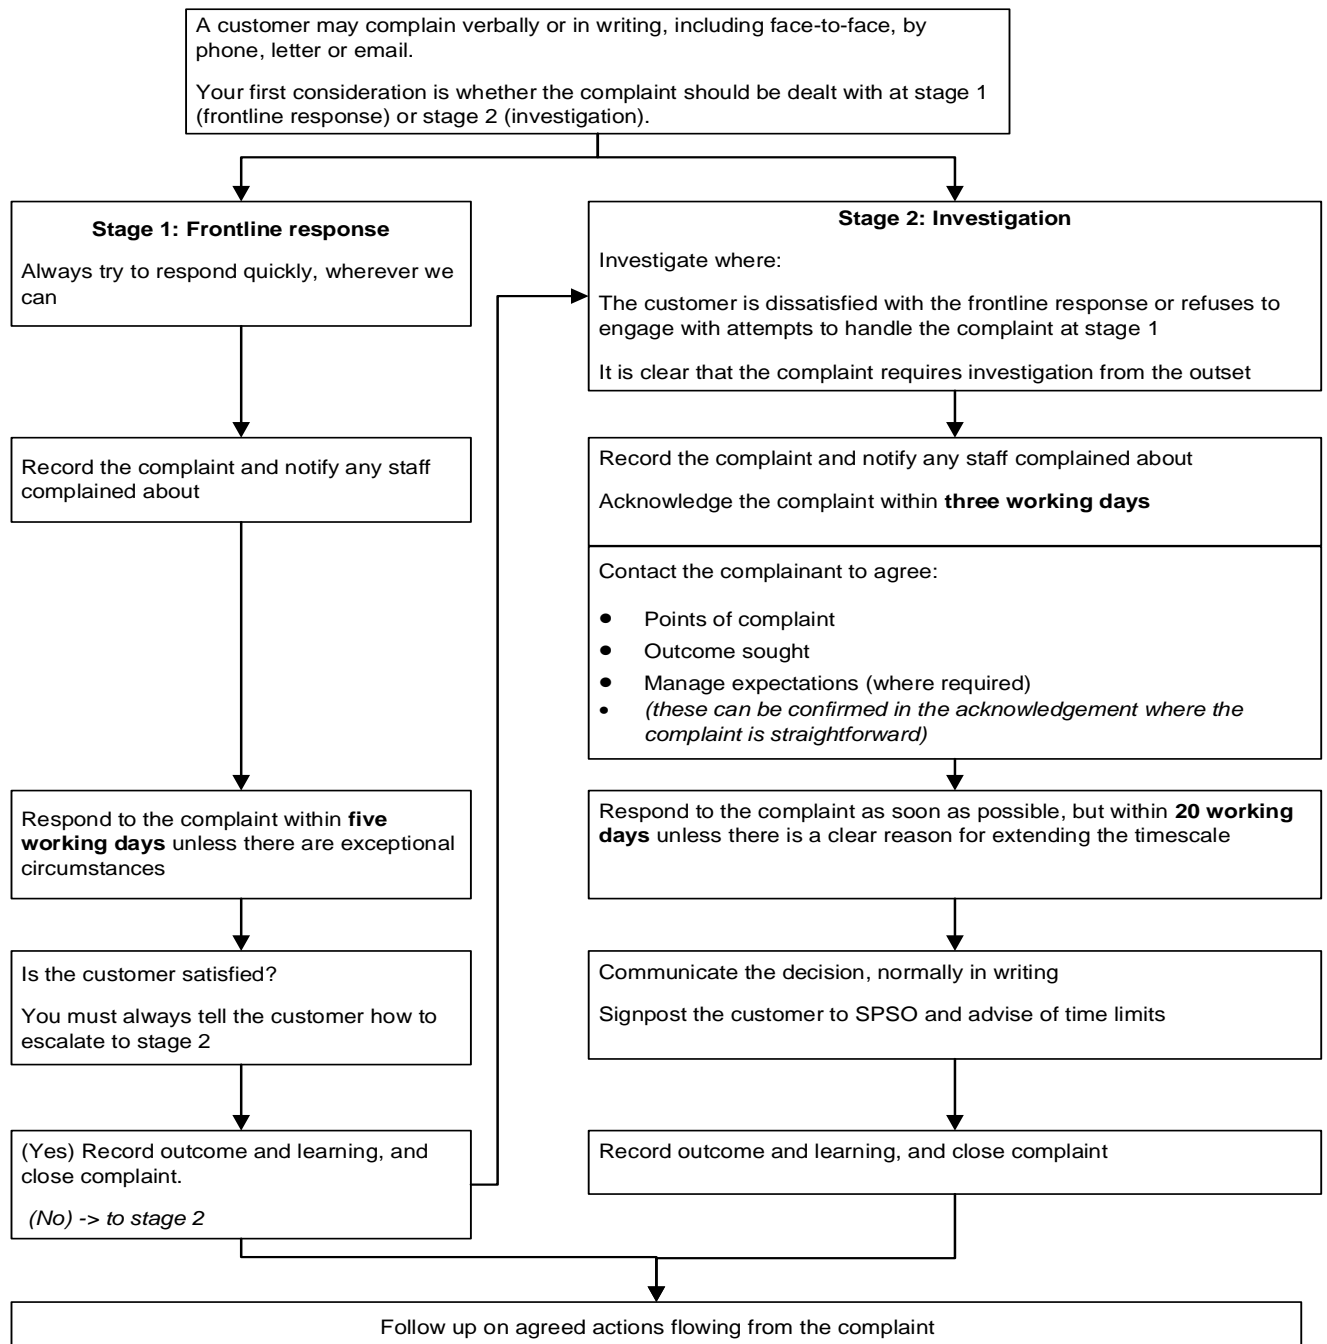 A customer may complain verbally or in writing, including face-to-face, by
phone, letter or email.
Your first consideration is whether the complaint should be dealt with at stage 1
(frontline response) or stage 2 (investigation).
Stage 1: Frontline response
Always try to respond quickly, wherever we
can
Record the complaint and notify any staff
complained about
Respond to the complaint within five
working days unless there are exceptional
circumstances
Is the customer satisfied?
You must always tell the customer how to
escalate to stage 2
(Yes) Record outcome and learning, and
close complaint.
(No) -> to stage 2
Stage 2: Investigation
Investigate where:
The customer is dissatisfied with the frontline response or refuses to
engage with attempts to handle the complaint at stage 1
It is clear that the complaint requires investigation from the outset
Record the complaint and notify any staff complained about
Acknowledge the complaint within three working days
Contact the complainant to agree:
• Points of complaint
• Outcome sought
• Manage expectations (where required)
• (these can be confirmed in the acknowledgement where the
complaint is straightforward)
Respond to the complaint as soon as possible, but within 20 working
days unless there is a clear reason for extending the timescale
Communicate the decision, normally in writing
Signpost the customer to SPSO and advise of time limits
Record outcome and learning, and close complaint
Follow up on agreed actions flowing from the complaint